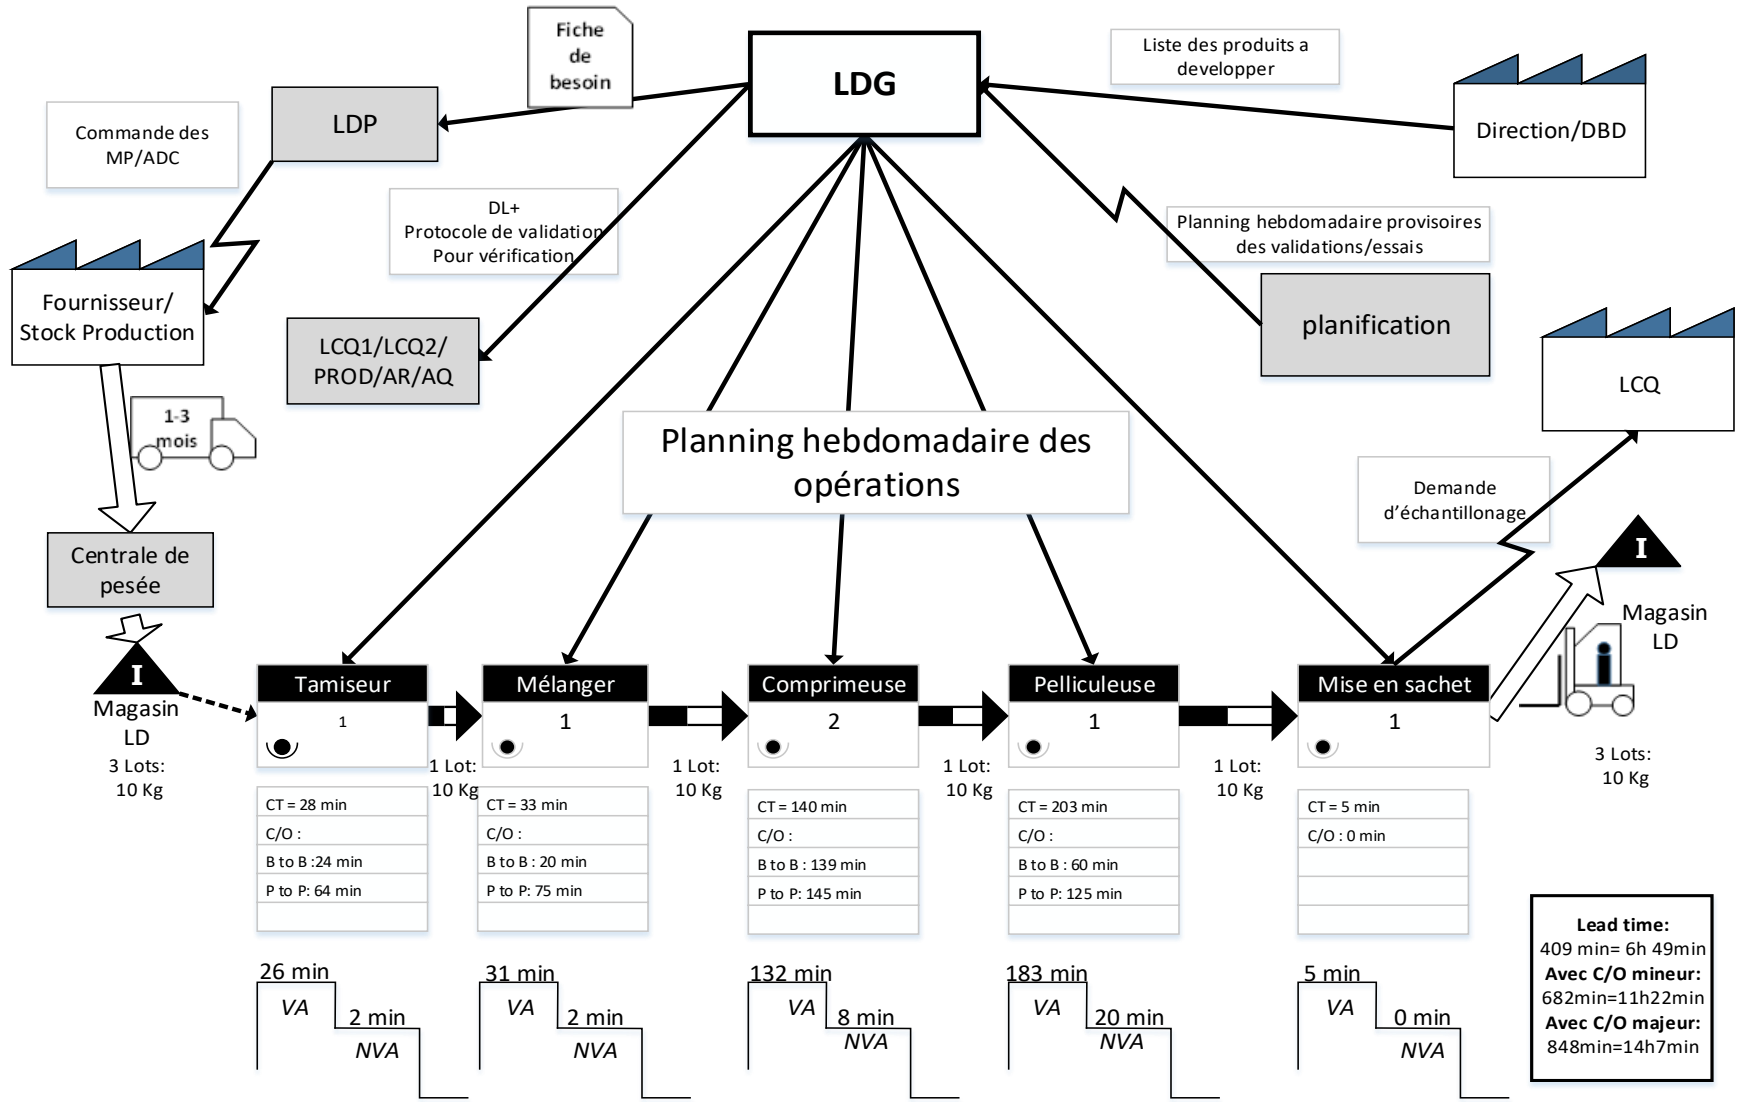 Fiche
de
besoin
LDG
Liste des produits a
developper
Direction/DBD
LDP
Commande des
MP/ADC
DL+
Protocole de validation
Pour vérification
Planning hebdomadaire provisoires
des validations/essais
Fournisseur/
Stock Production
LCQ1/LCQ2/
PROD/AR/AQ
planification
LCQ
1-3
mois
Planning hebdomadaire des
opérations
Demande
d’échantillonage
Centrale de
pesée
I
Magasin
LD
3 Lots:
10 Kg
I
Magasin
LD
3 Lots:
10 Kg
Tamiseur
1
1 Lot:
10 Kg
Mélanger
1
1 Lot:
10 Kg
Comprimeuse
2
1 Lot:
10 Kg
Pelliculeuse
1
1 Lot:
10 Kg
Mise en sachet
1
CT = 28 min
C/O :
B to B :24 min
P to P: 64 min
CT = 33 min
C/O :
B to B : 20 min
P to P: 75 min
CT = 140 min
C/O :
B to B : 139 min
P to P: 145 min
CT = 203 min
C/O :
B to B : 60 min
P to P: 125 min
CT = 5 min
C/O : 0 min
26 min
VA
2 min
NVA
31 min
VA
2 min
NVA
132 min
VA
8 min
NVA
183 min
VA
20 min
NVA
5 min
VA
0 min
NVA
Lead time:
409 min= 6h 49min
Avec C/O mineur:
682min=11h22min
Avec C/O majeur:
848min=14h7min